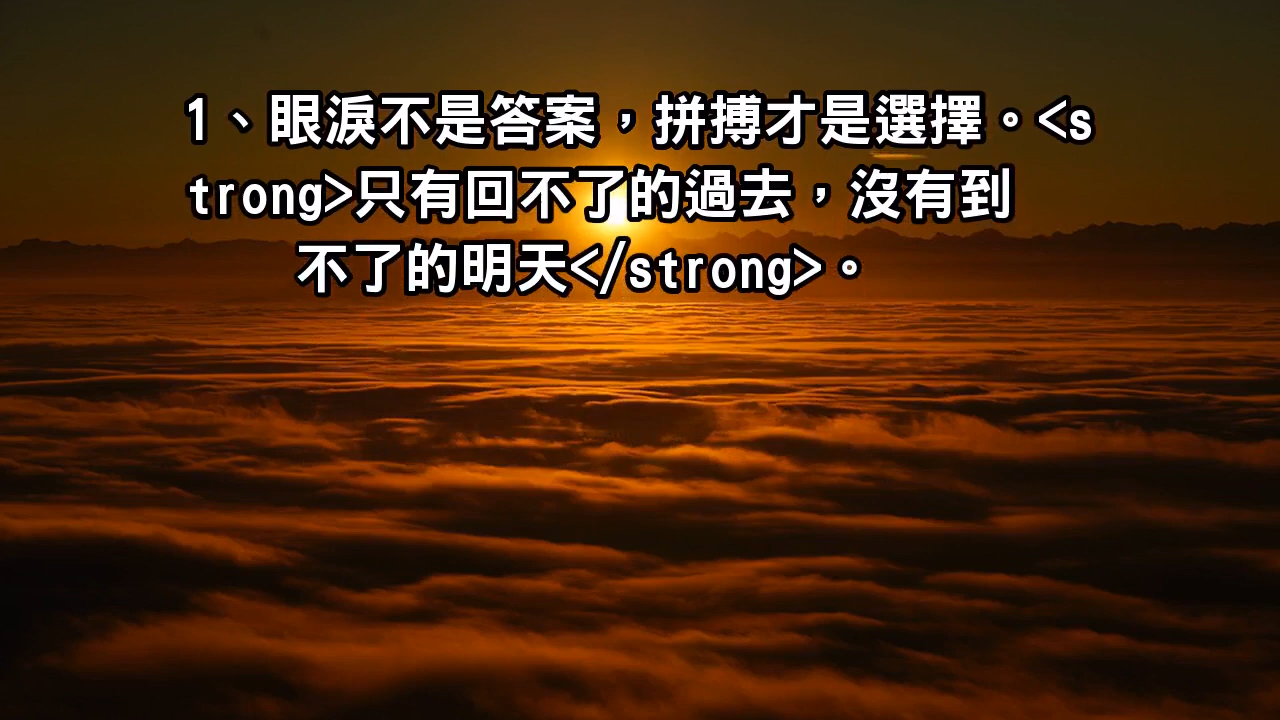 1、眼淚不是答案，拼搏才是選擇。<s
trong>只有回不了的過去，沒有到
不了的明天</strong>。